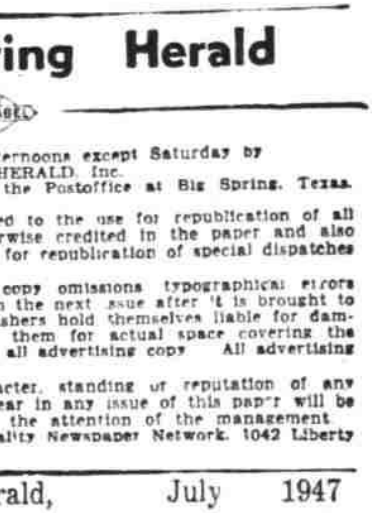 ring Herald
ernoons except Saturday by
HERALD. Inc.
the Postoffice at Big Spring, Texas.
ed to the use for republication of all
rwise credited in the paper and also
for republication of special dispatches
copy omissions typographical errors
the next issue after it is brought to
shers hold themselves liable for dam-
them for actual space covering the
all advertising copy All advertising
acter, standing or reputation of any
ear in any issue of this paper will be
the attention of the management
ality Newspaper Network, 1042 Liberty
rald, July 1947